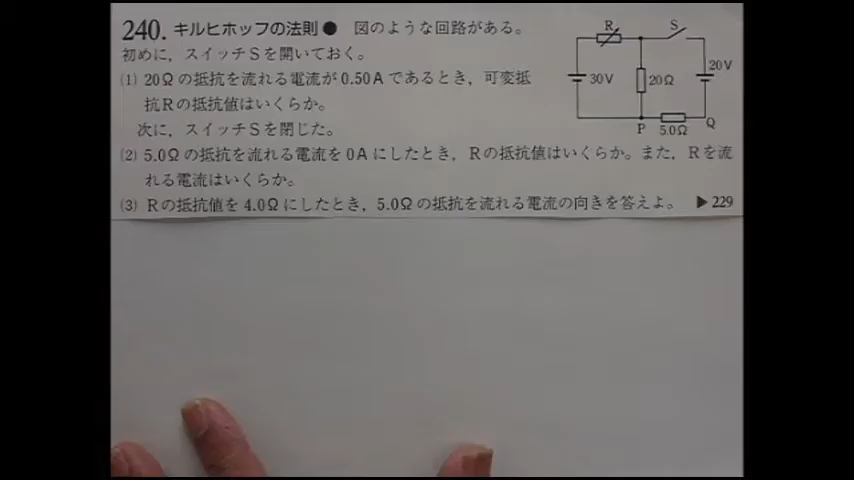 240. キルヒホッフの法則● 図のような回路がある。
初めに，スイッチSを開いておく。
(1) 20Ωの抵抗を流れる電流が0.50Aであるとき，可変抵
抗Rの抵抗値はいくらか。
次に，スイッチSを閉じた。
(2) 5.0Ωの抵抗を流れる電流を0Aにしたとき，Rの抵抗値はいくらか。また，Rを流
れる電流はいくらか。
(3) Rの抵抗値を4.0Ωにしたとき，5.0Ωの抵抗を流れる電流の向きを答えよ。 ▶229
R S
30V 20Ω 20V
P 5.0Ω Q